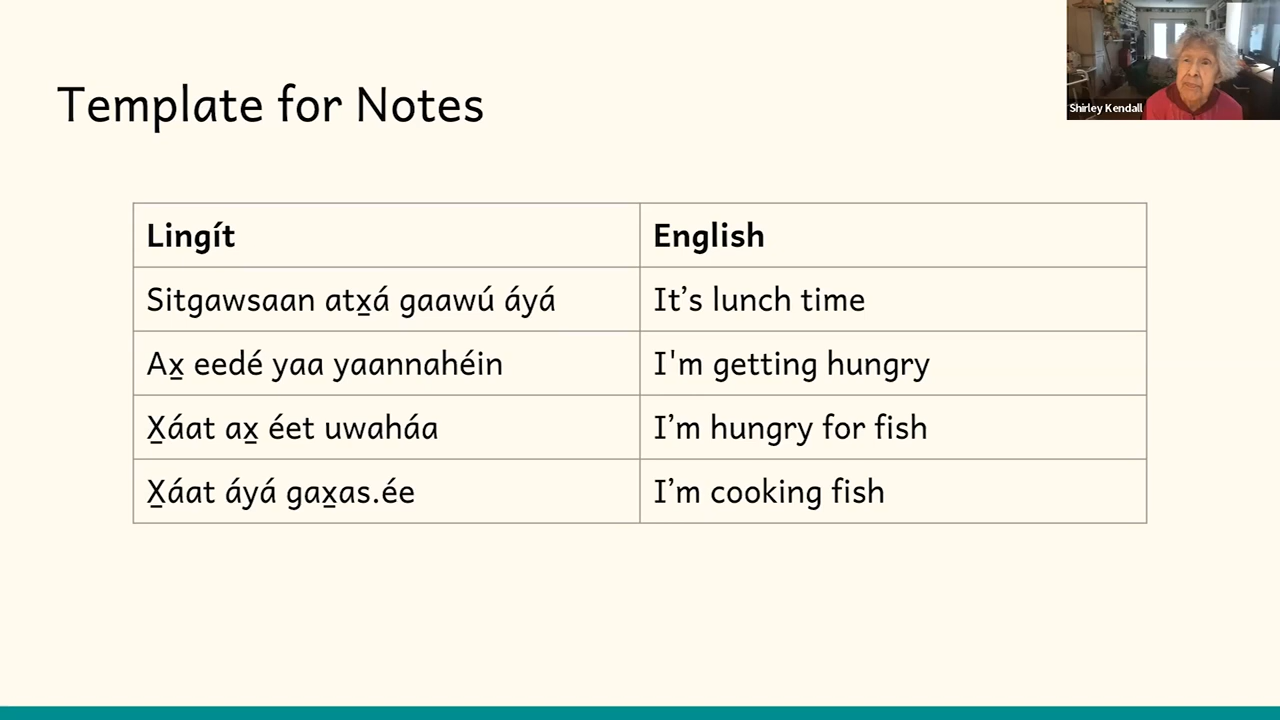 Template for Notes
Shirley Kendall
Lingít English
Sitgawsaan atx̲á gaawú áyá It’s lunch time
Ax̲ eedé yaa yaannahéin I'm getting hungry
X̲áat ax̲ éet uwaháa I’m hungry for fish
X̲áat áyá gax̲as.ée I’m cooking fish